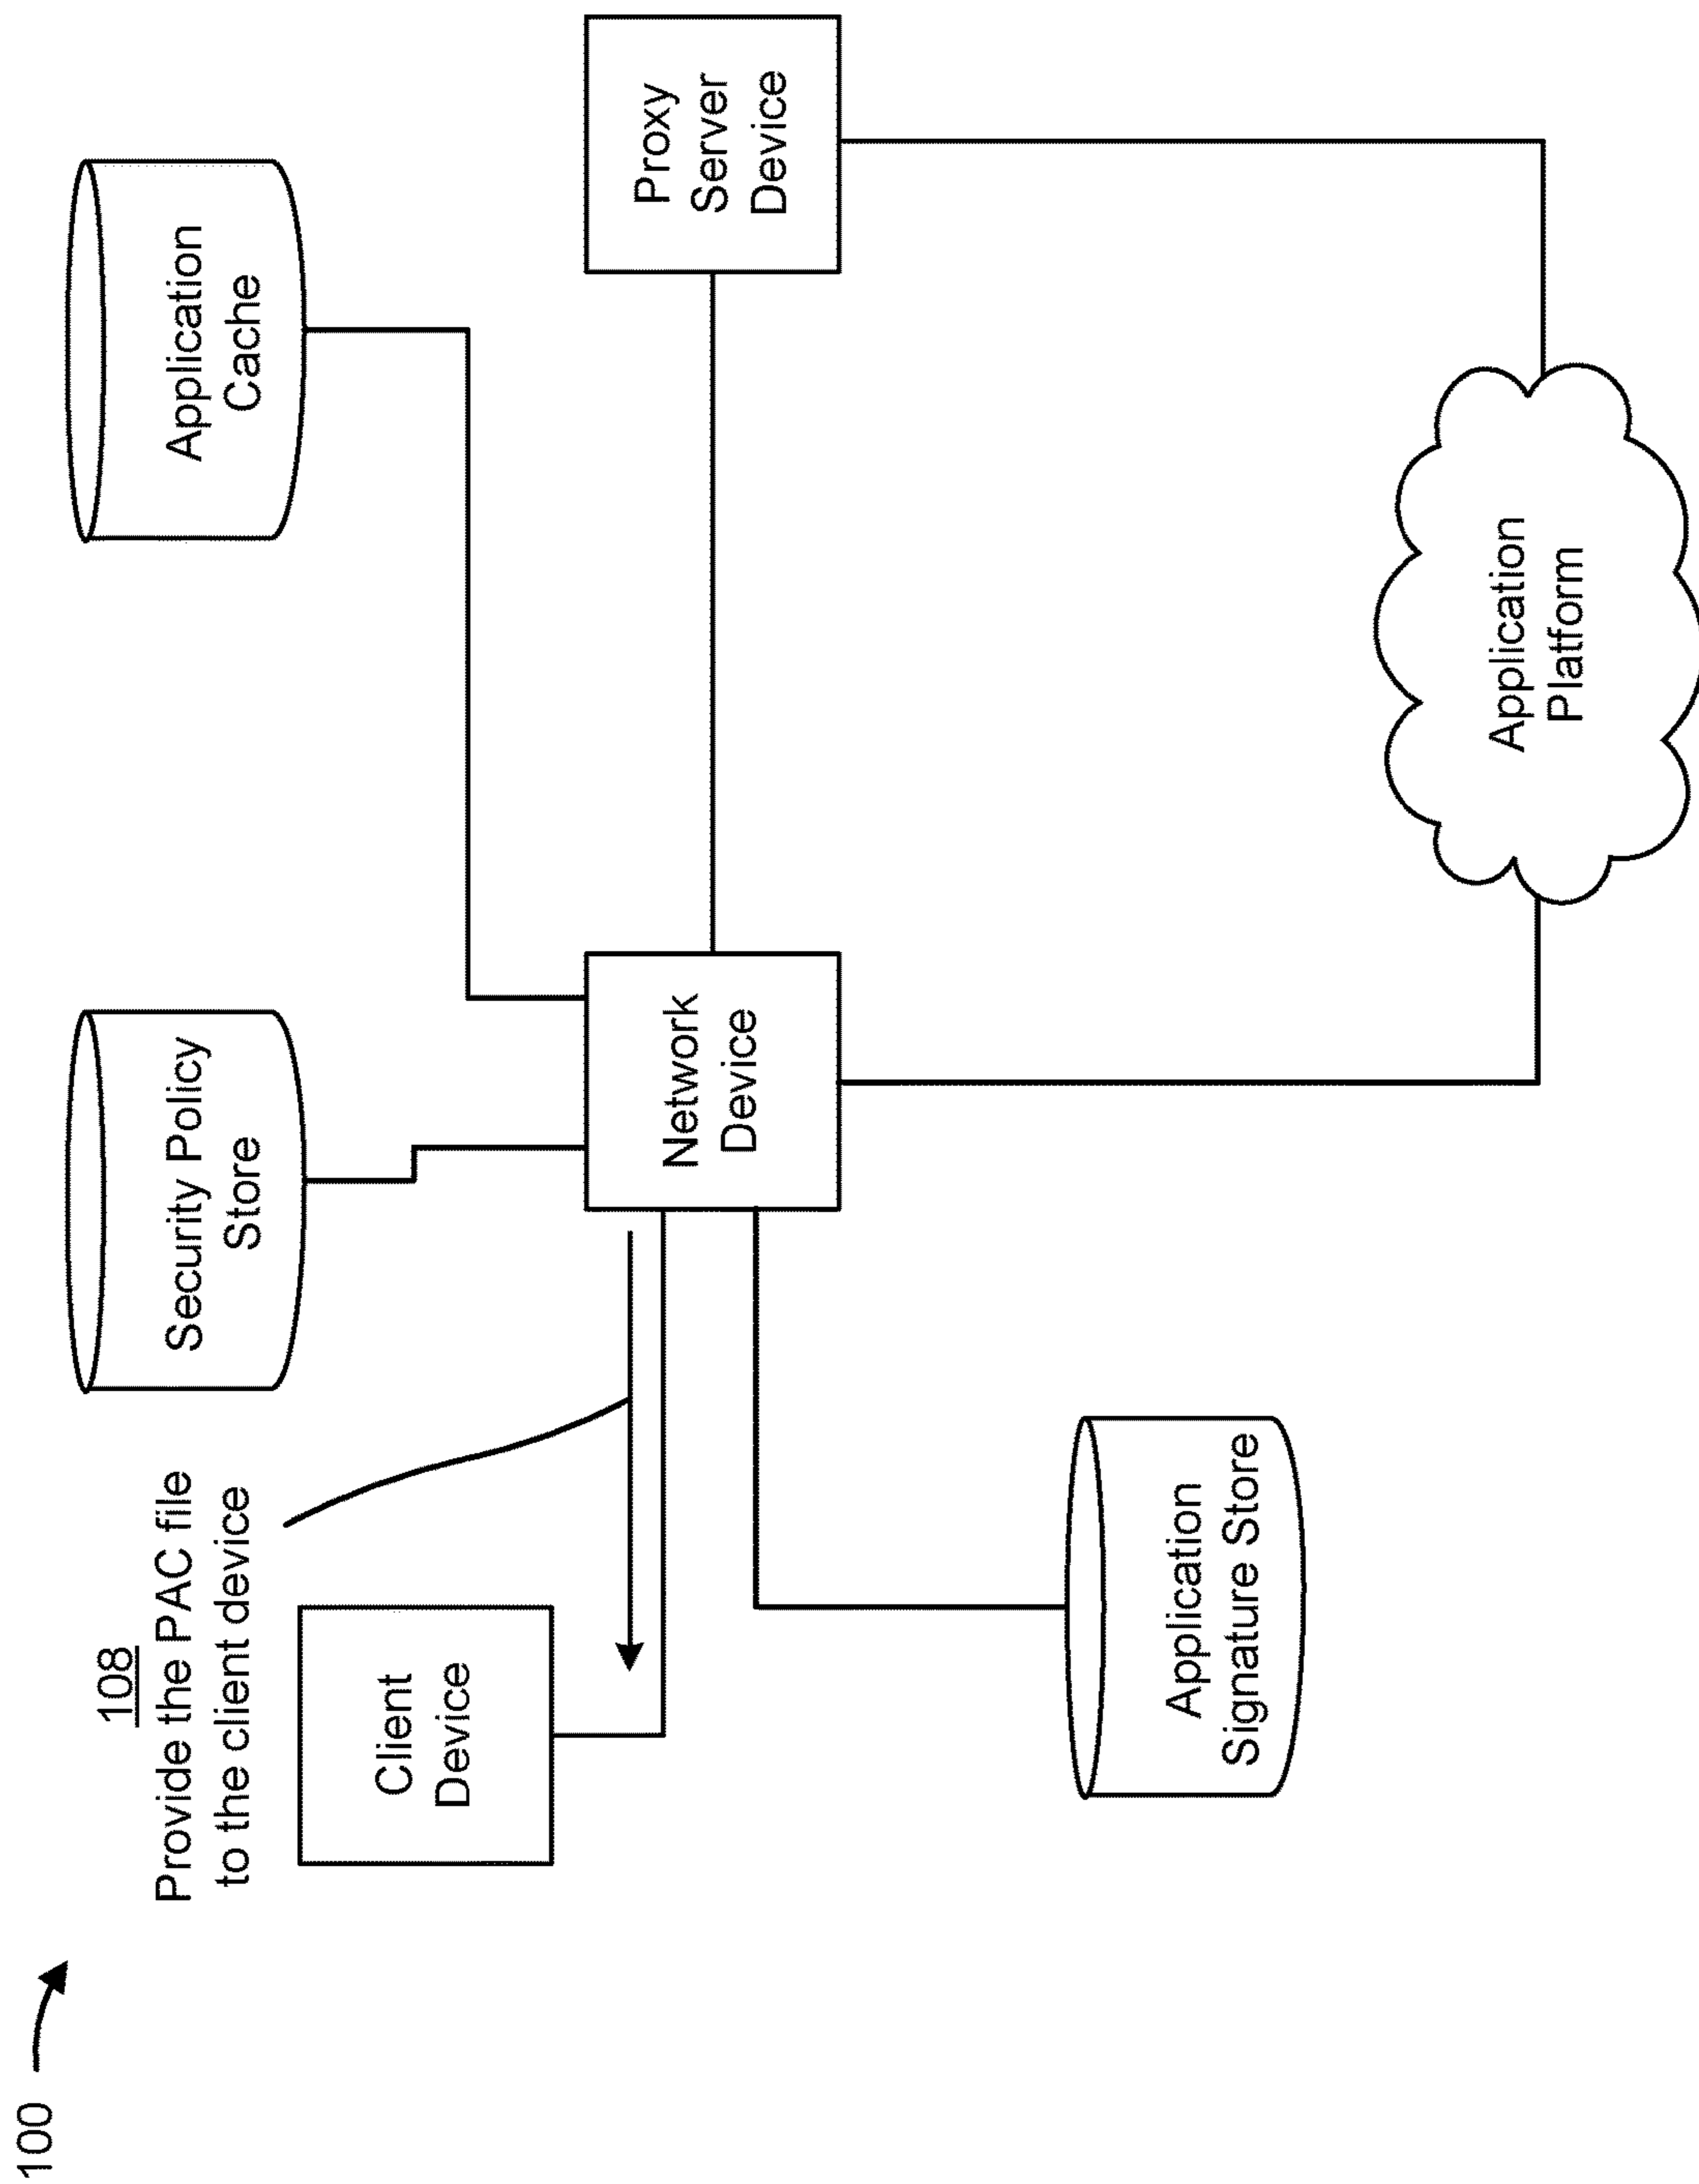 100
108
Provide the PAC file
to the client device
Client
Device
Security Policy
Store
Application
Cache
Network
Device
Proxy
Server
Device
Application
Signature Store
Application
Platform